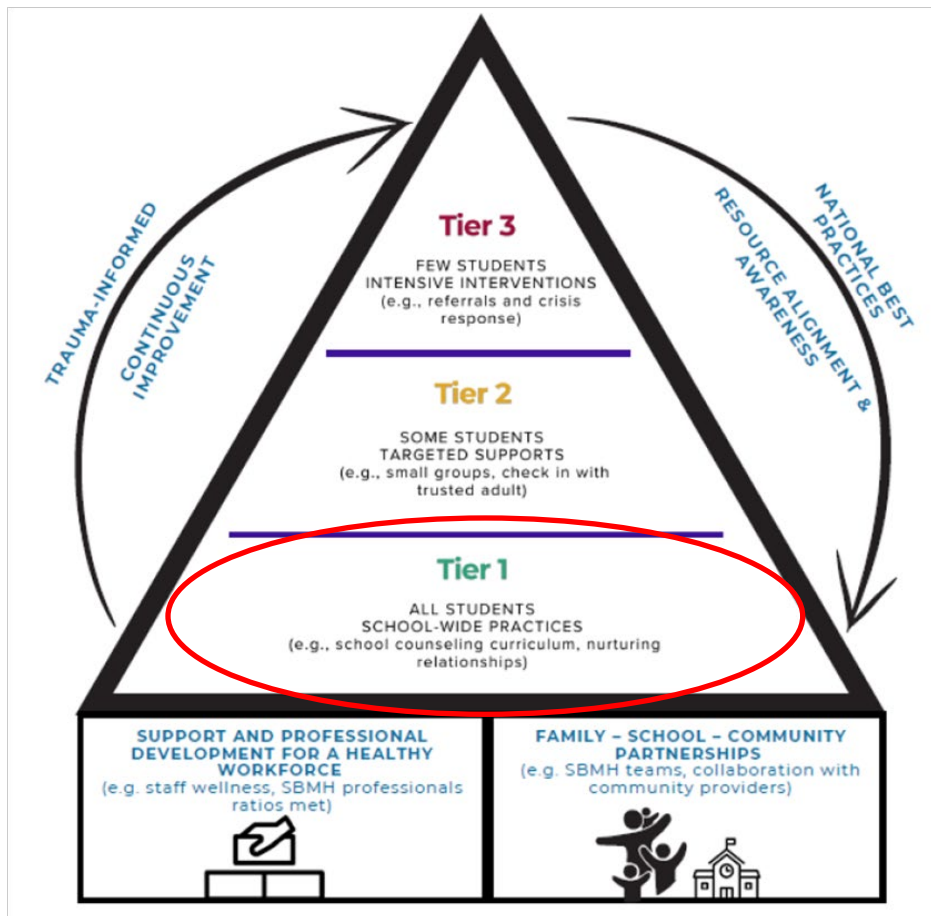 Tier 3
FEW STUDENTS
INTENSIVE INTERVENTIONS
(e.g., referrals and crisis
response)
Tier 2
SOME STUDENTS
TARGETED SUPPORTS
(e.g., small groups, check in with
trusted adult)
Tier 1
ALL STUDENTS
SCHOOL-WIDE PRACTICES
(e.g., school counseling curriculum, nurturing
relationships)
TRAUMA-INFORMED
CONTINUOUS
IMPROVEMENT
NATIONAL BEST
PRACTICES
RESOURCE ALIGNMENT &
AWARENESS
SUPPORT AND PROFESSIONAL
DEVELOPMENT FOR A HEALTHY
WORKFORCE
(e.g. staff wellness, SBMH professionals
ratios met)
FAMILY – SCHOOL – COMMUNITY
PARTNERSHIPS
(e.g. SBMH teams, collaboration with
community providers)